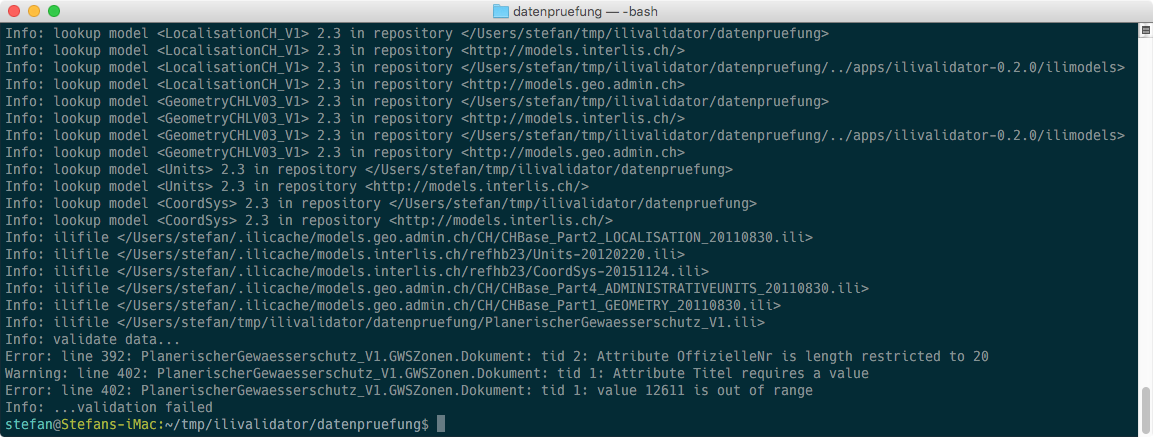 datenpruefung — -bash
Info: lookup model <LocalisationCH_V1> 2.3 in repository </Users/stefan/tmp/ilivalidator/datenpruefung>
Info: lookup model <LocalisationCH_V1> 2.3 in repository <http://models.interlis.ch/>
Info: lookup model <LocalisationCH_V1> 2.3 in repository </Users/stefan/tmp/ilivalidator/datenpruefung/../apps/ilivalidator-0.2.0/ilimodels>
Info: lookup model <LocalisationCH_V1> 2.3 in repository <http://models.geo.admin.ch>
Info: lookup model <GeometryCHLV03_V1> 2.3 in repository </Users/stefan/tmp/ilivalidator/datenpruefung>
Info: lookup model <GeometryCHLV03_V1> 2.3 in repository <http://models.interlis.ch/>
Info: lookup model <GeometryCHLV03_V1> 2.3 in repository </Users/stefan/tmp/ilivalidator/datenpruefung/../apps/ilivalidator-0.2.0/ilimodels>
Info: lookup model <GeometryCHLV03_V1> 2.3 in repository <http://models.geo.admin.ch>
Info: lookup model <Units> 2.3 in repository </Users/stefan/tmp/ilivalidator/datenpruefung>
Info: lookup model <Units> 2.3 in repository <http://models.interlis.ch/>
Info: lookup model <CoordSys> 2.3 in repository </Users/stefan/tmp/ilivalidator/datenpruefung>
Info: lookup model <CoordSys> 2.3 in repository <http://models.interlis.ch/>
Info: ilifile </Users/stefan/.ilicache/models.geo.admin.ch/CH/CHBase_Part2_LOCALISATION_20110830.ili>
Info: ilifile </Users/stefan/.ilicache/models.interlis.ch/refhb23/Units-20120220.ili>
Info: ilifile </Users/stefan/.ilicache/models.interlis.ch/refhb23/CoordSys-20151124.ili>
Info: ilifile </Users/stefan/.ilicache/models.geo.admin.ch/CH/CHBase_Part4_ADMINISTRATIVEUNITS_20110830.ili>
Info: ilifile </Users/stefan/.ilicache/models.geo.admin.ch/CH/CHBase_Part1_GEOMETRY_20110830.ili>
Info: ilifile </Users/stefan/tmp/ilivalidator/datenpruefung/PlanerischerGewaesserschutz_V1.ili>
Info: validate data...
Error: line 392: PlanerischerGewaesserschutz_V1.GWSZonen.Dokument: tid 2: Attribute OffizielleNr is length restricted to 20
Warning: line 402: PlanerischerGewaesserschutz_V1.GWSZonen.Dokument: tid 1: Attribute Titel requires a value
Error: line 402: PlanerischerGewaesserschutz_V1.GWSZonen.Dokument: tid 1: value 12611 is out of range
Info: ...validation failed
stefan@Stefans-iMac:~/tmp/ilivalidator/datenpruefung$